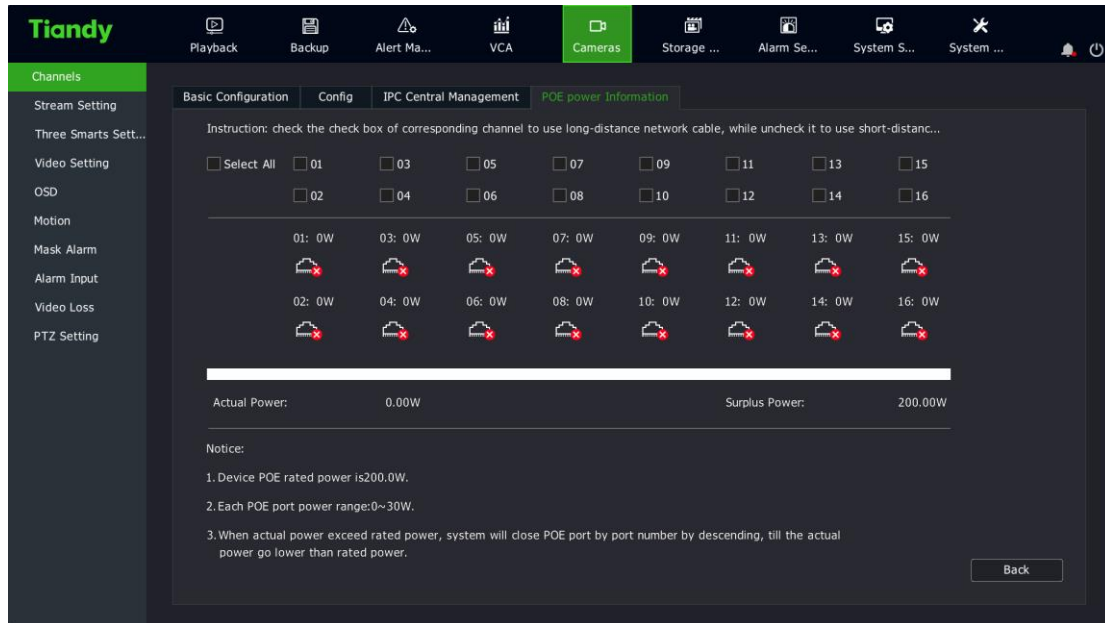 Tiandy
Playback
Backup
Alert Ma...
VCA
Cameras
Storage ...
Alarm Se...
System S...
System ...
Channels
Stream Setting
Three Smarts Sett...
Video Setting
OSD
Motion
Mask Alarm
Alarm Input
Video Loss
PTZ Setting
Basic Configuration Config IPC Central Management POE power Information
Instruction: check the check box of corresponding channel to use long-distance network cable, while uncheck it to use short-distanc...
Select All 01 03 05 07 09 11 13 15
02 04 06 08 10 12 14 16
01: 0W 03: 0W 05: 0W 07: 0W 09: 0W 11: 0W 13: 0W 15: 0W
02: 0W 04: 0W 06: 0W 08: 0W 10: 0W 12: 0W 14: 0W 16: 0W
Actual Power: 0.00W Surplus Power: 200.00W
Notice:
1. Device POE rated power is200.0W.
2. Each POE port power range:0~30W.
3. When actual power exceed rated power, system will close POE port by port number by descending, till the actual
power go lower than rated power.
Back